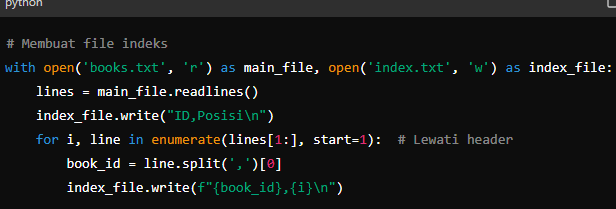 python
# Membuat file indeks
with open('books.txt', 'r') as main_file, open('index.txt', 'w') as index_file:
    lines = main_file.readlines()
    index_file.write("ID,Posisi\n")
    for i, line in enumerate(lines[1:], start=1):  # Lewati header
        book_id = line.split(',')[0]
        index_file.write(f"{book_id},{i}\n")